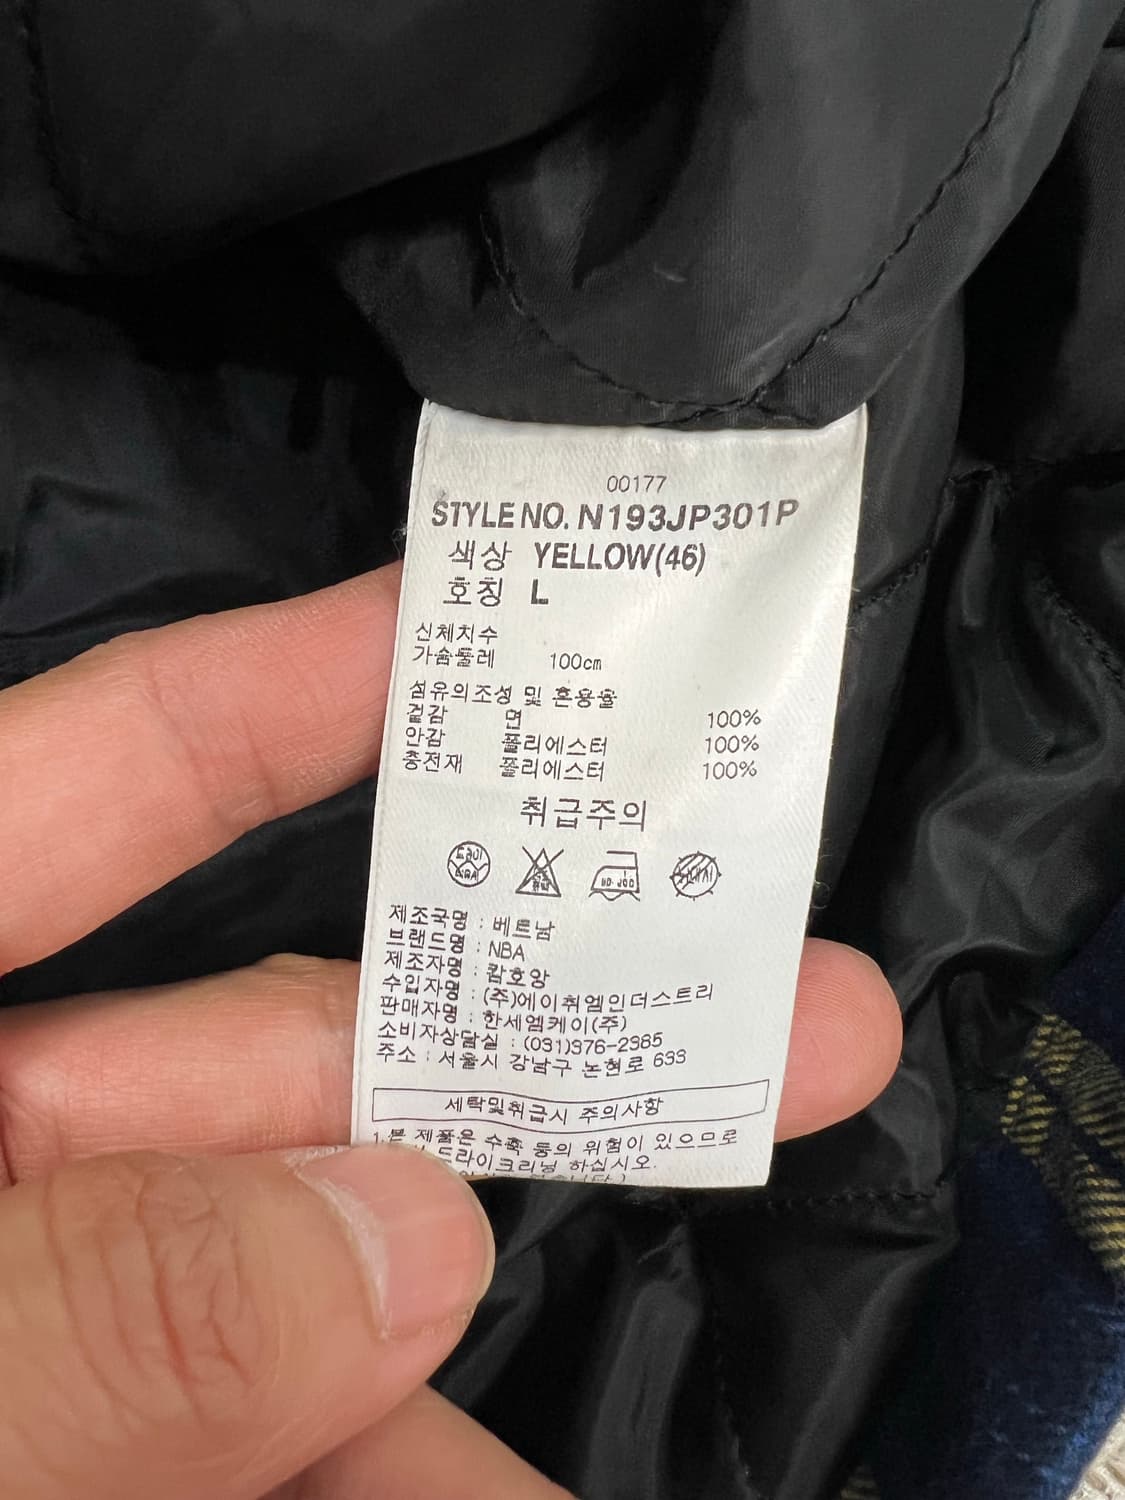 00177
STYLE NO. N193JP301P
색상 YELLOW(46)
호칭 L
신체치수
가슴둘레 100cm
섬유의조성 및 혼용율
겉감 면 100%
안감 폴리에스터 100%
충전재 폴리에스터 100%
취급주의
드라이
제조국명 : 베트남
브랜드명 : NBA
제조자명 : 캄호앙
수입자명 : (주)에이취엠인더스트리
판매자명 : 한세엠케이(주)
소비자상담실 : (031)376-2385
주소 : 서울시 강남구 논현로 633
세탁및취급시 주의사항
1.본 제품은 수축 등의 위험이 있으므로
드라이크리닝 하십시오.